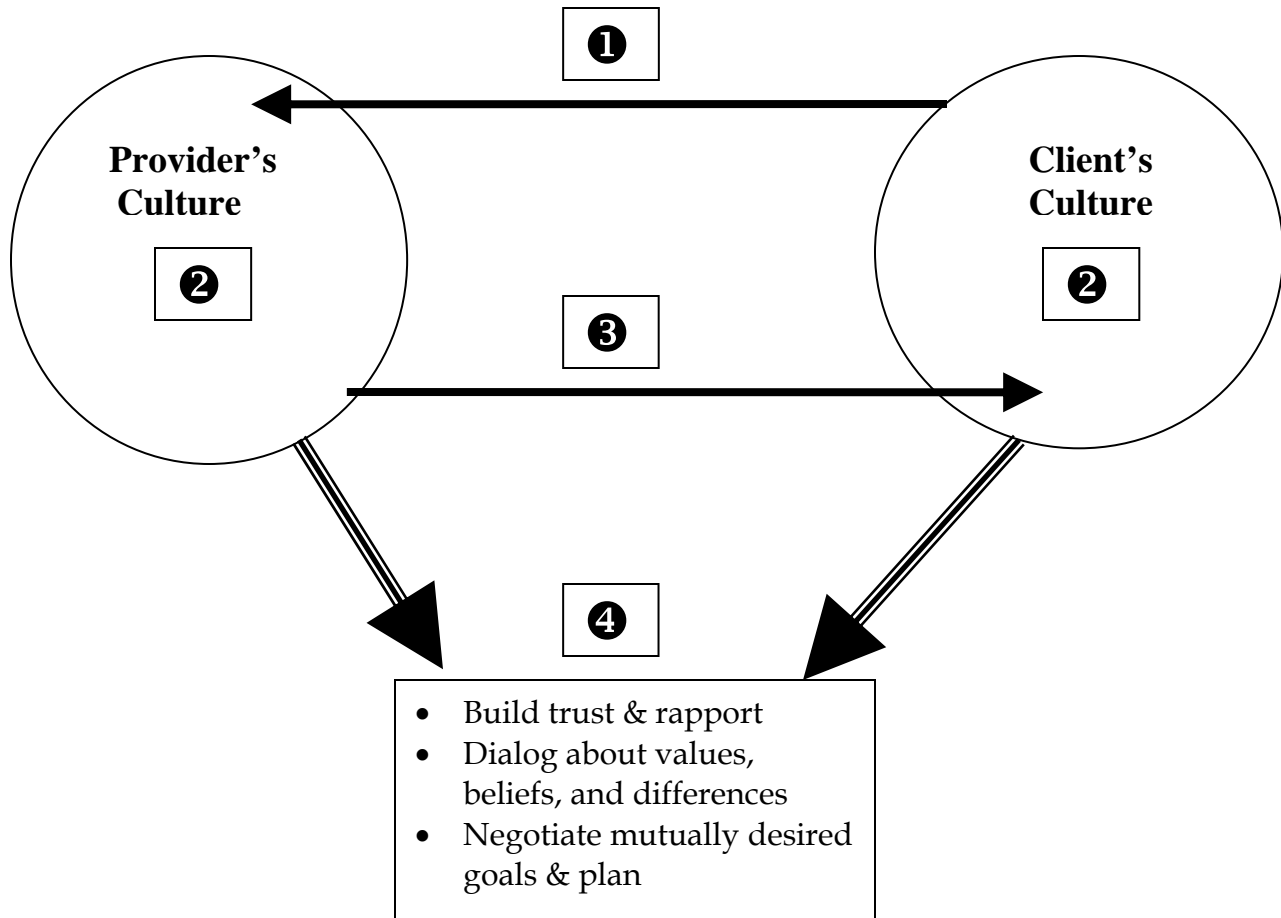 ❶
Provider's
Culture
Client's
Culture
❷
❷
❸
❹
• Build trust & rapport
• Dialog about values,
beliefs, and differences
• Negotiate mutually desired
goals & plan